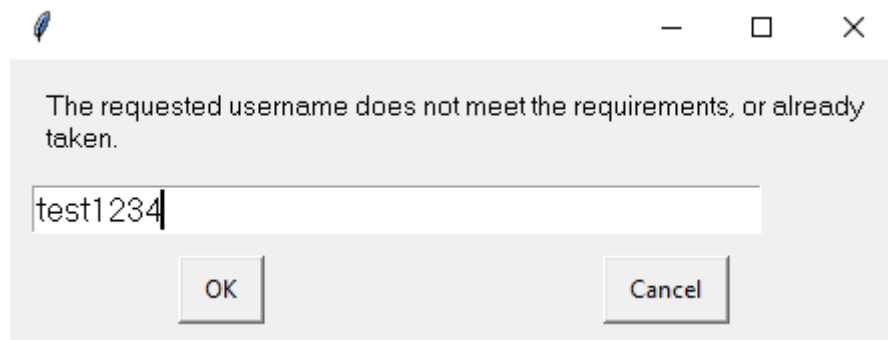 The requested username does not meet the requirements, or already
taken.
test1234
OK
Cancel